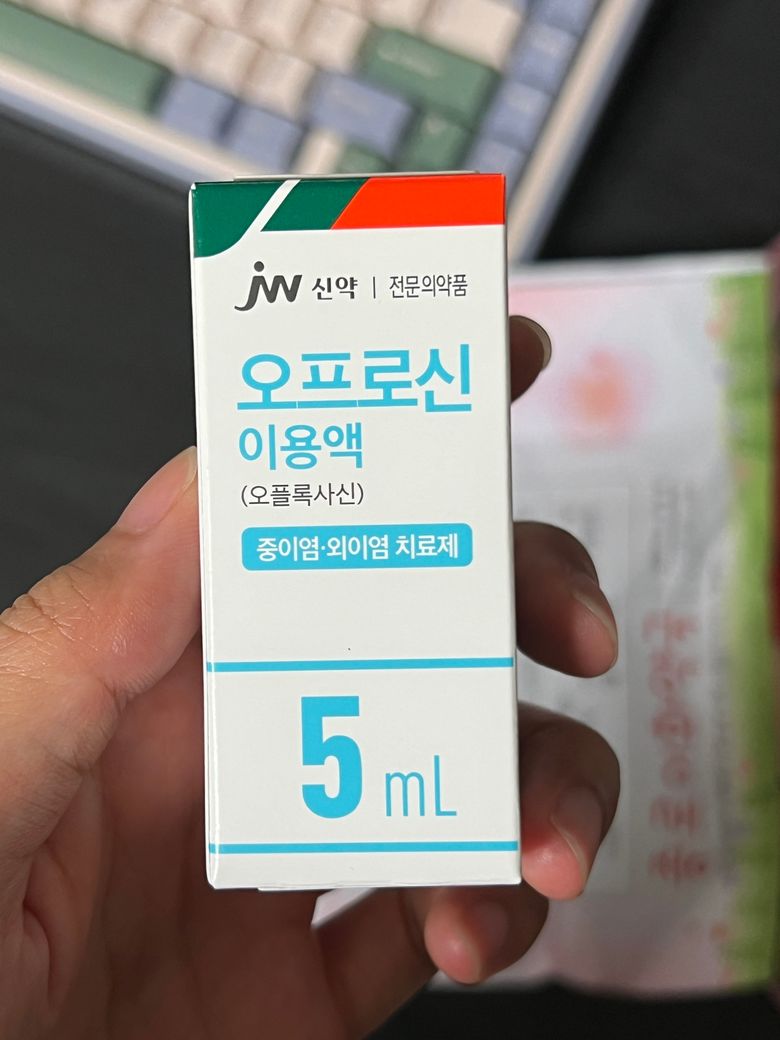 JW 신약 | 전문의약품
오프로신
이용액
(오플록사신)
중이염·외이염 치료제
5 mL